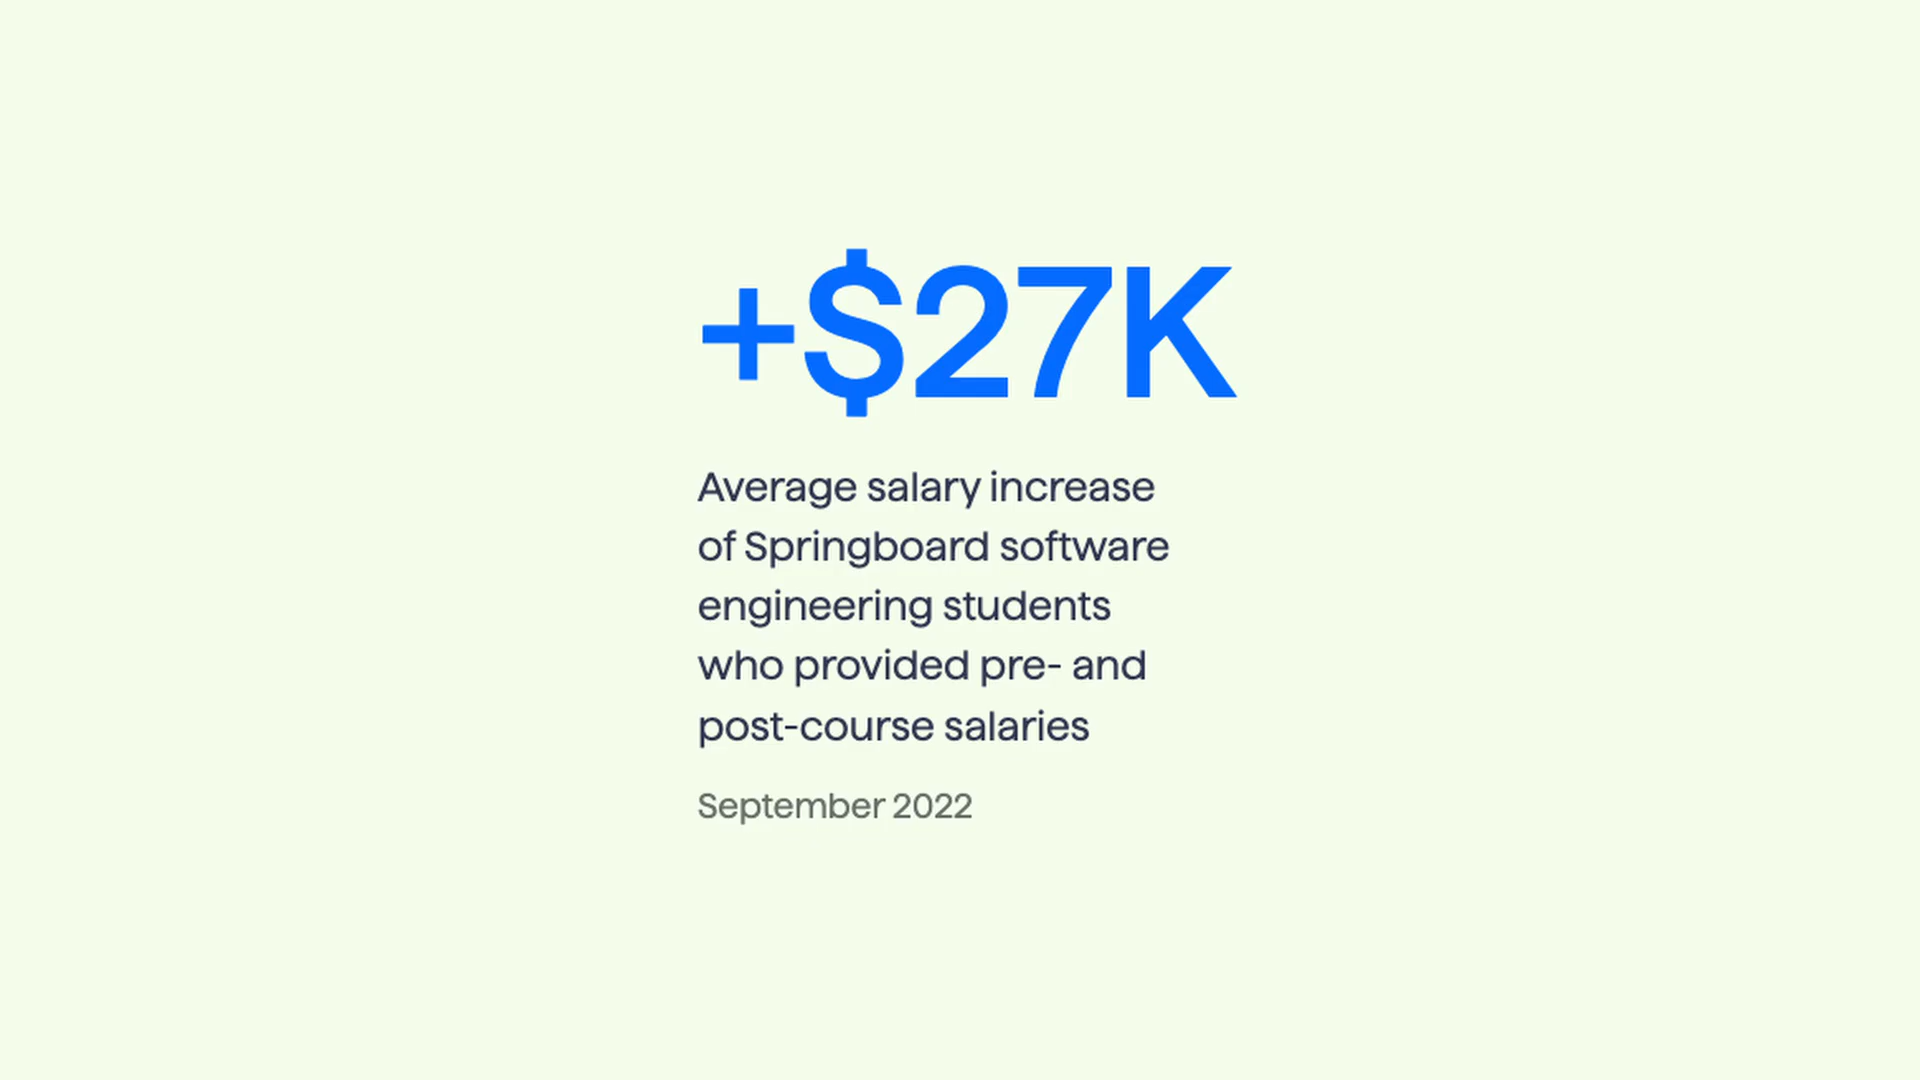 +$27K
Average salary increase
of Springboard software
engineering students
who provided pre- and
post-course salaries
September 2022